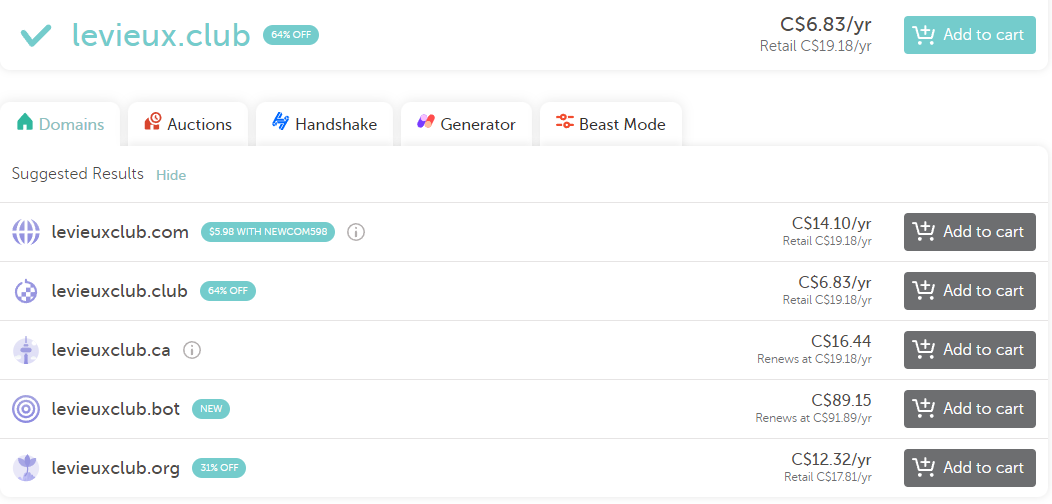 levieux.club 64% OFF C$6.83/yr
Retail C$19.18/yr
Add to cart
Domains Auctions Handshake Generator Beast Mode
Suggested Results Hide
levieuxclub.com $5.98 WITH NEWCOM598 C$14.10/yr
Retail C$19.18/yr
Add to cart
levieuxclub.club 64% OFF C$6.83/yr
Retail C$19.18/yr
Add to cart
levieuxclub.ca C$16.44
Renews at C$19.18/yr
Add to cart
levieuxclub.bot NEW C$89.15
Renews at C$91.89/yr
Add to cart
levieuxclub.org 31% OFF C$12.32/yr
Retail C$17.81/yr
Add to cart